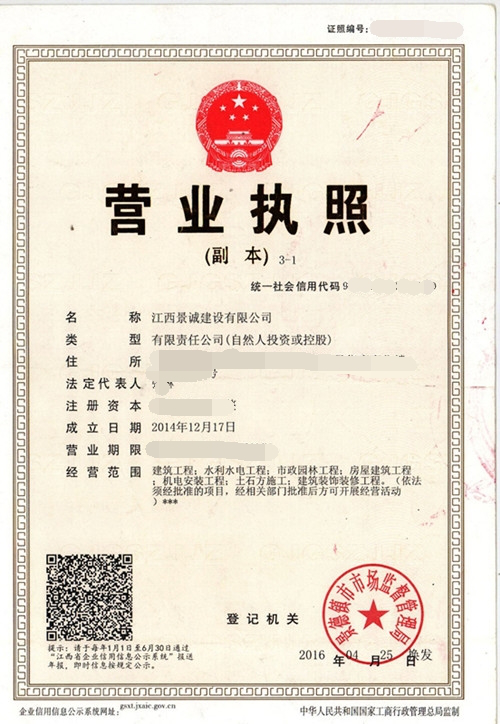 证照编号:
营业执照
(副 本) 3-1
统一社会信用代码9
名 称 江西景诚建设有限公司
类 型 有限责任公司(自然人投资或控股)
住 所
号
法定代表人
注册资本
成立日期 2014年12月17日
营业期限
经营范围 建筑工程；水利水电工程；市政园林工程；房屋建筑工程
；机电安装工程；土石方施工；建筑装饰装修工程。（依法
须经批准的项目，经相关部门批准后方可开展经营活动
）***
景德镇市市场监督管理局
登记机关
2016 年 04 月 25 换发
提示：请于每年1月1日至6月30日通过
“江西省企业信用信息公示系统”报送
年报，即时信息按规定公示。
企业信用信息公示系统网址: gsxt.jxaic.gov.cn
中华人民共和国国家工商行政管理总局监制